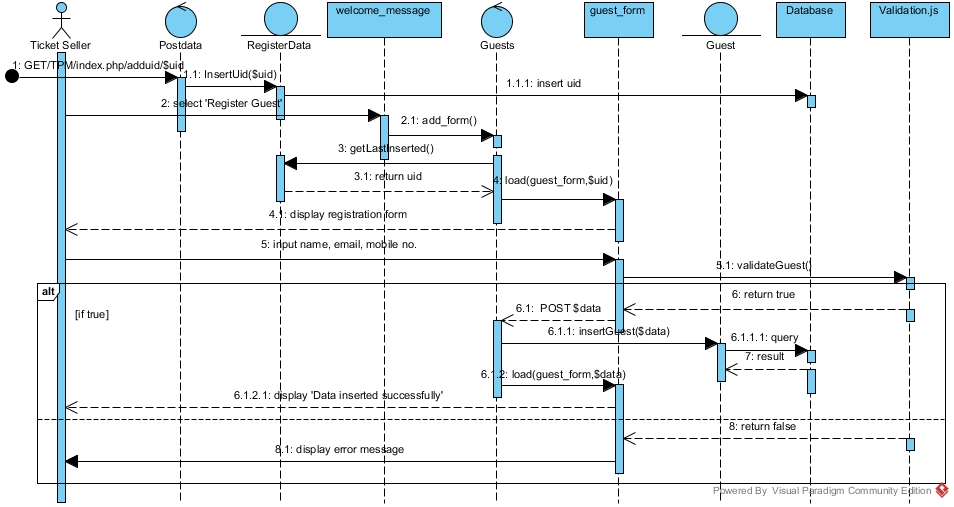 welcome_message
guest_form
Database
Validation.js
Ticket Seller
Postdata
RegisterData
Guests
Guest
1: GET/TPM/index.php/adduid/$uid
1.1: InsertUid($uid)
1.1.1: insert uid
2: select 'Register Guest'
2.1: add_form()
3: getLastInserted()
3.1: return uid
4: load(guest_form,$uid)
4.1: display registration form
5: input name, email, mobile no.
5.1: validateGuest()
alt
[if true]
6: return true
6.1: POST $data
6.1.1: insertGuest($data)
6.1.1.1: query
7: result
6.1.2: load(guest_form,$data)
6.1.2.1: display 'Data inserted successfully'
8: return false
8.1: display error message
Powered By Visual Paradigm Community Edition